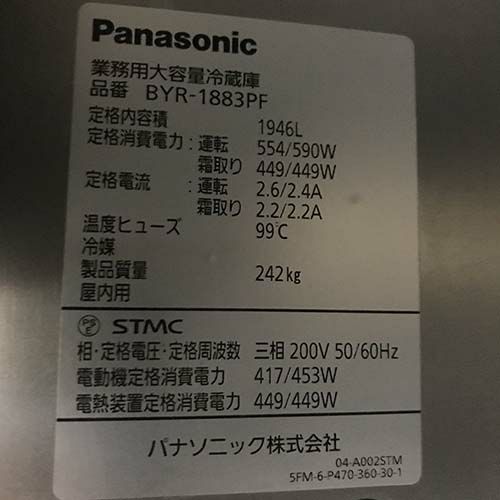 Panasonic
業務用大容量冷蔵庫
品番 BYR-1883PF
定格内容積 1946L
定格消費電力：運転 554/590W
霜取り 449/449W
定格電流：運転 2.6/2.4A
霜取り 2.2/2.2A
温度ヒューズ 99℃
冷媒
製品質量 242kg
屋内用
PSE STMC
相・定格電圧・定格周波数 三相 200V 50/60Hz
電動機定格消費電力 417/453W
電熱装置定格消費電力 449/449W
パナソニック株式会社
04-A002STM
5FM-6-P470-360-30-1